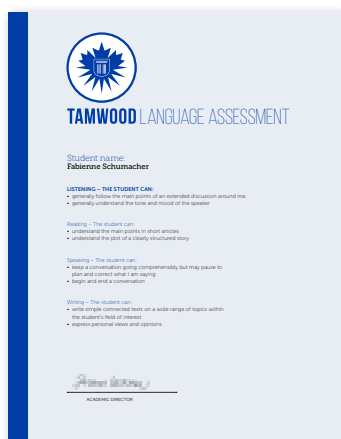 TAMWOOD LANGUAGE ASSESSMENT
Student name:
Fabienne Schumacher
LISTENING – THE STUDENT CAN:
• generally follow the main points of an extended discussion around me.
• generally understand the tone and mood of the speaker
Reading – The student can:
• understand the main points in short articles
• understand the plot of a clearly structured story
Speaking – The student can:
• keep a conversation going comprehensibly but may pause to
plan and correct what I am saying
• begin and end a conversation
Writing – The student can:
• write simple connected texts on a wide range of topics within
the student's field of interest
• express personal views and opinions
ACADEMIC DIRECTOR